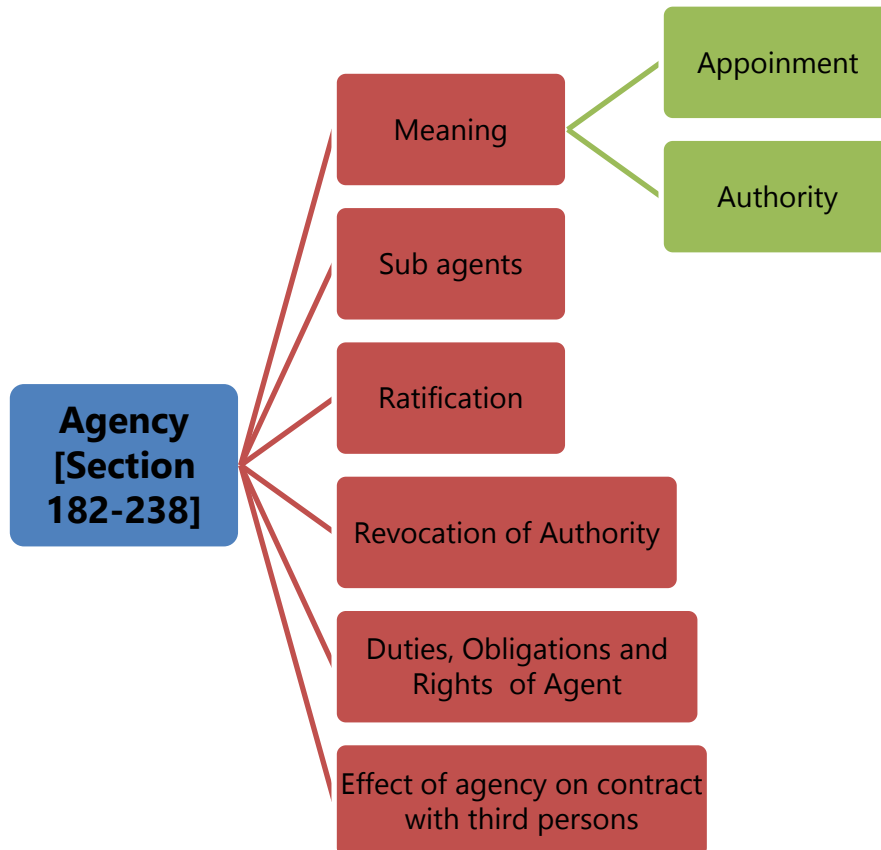 Agency
[Section
182-238]
Meaning
Appoinment
Authority
Sub agents
Ratification
Revocation of Authority
Duties, Obligations and
Rights of Agent
Effect of agency on contract
with third persons